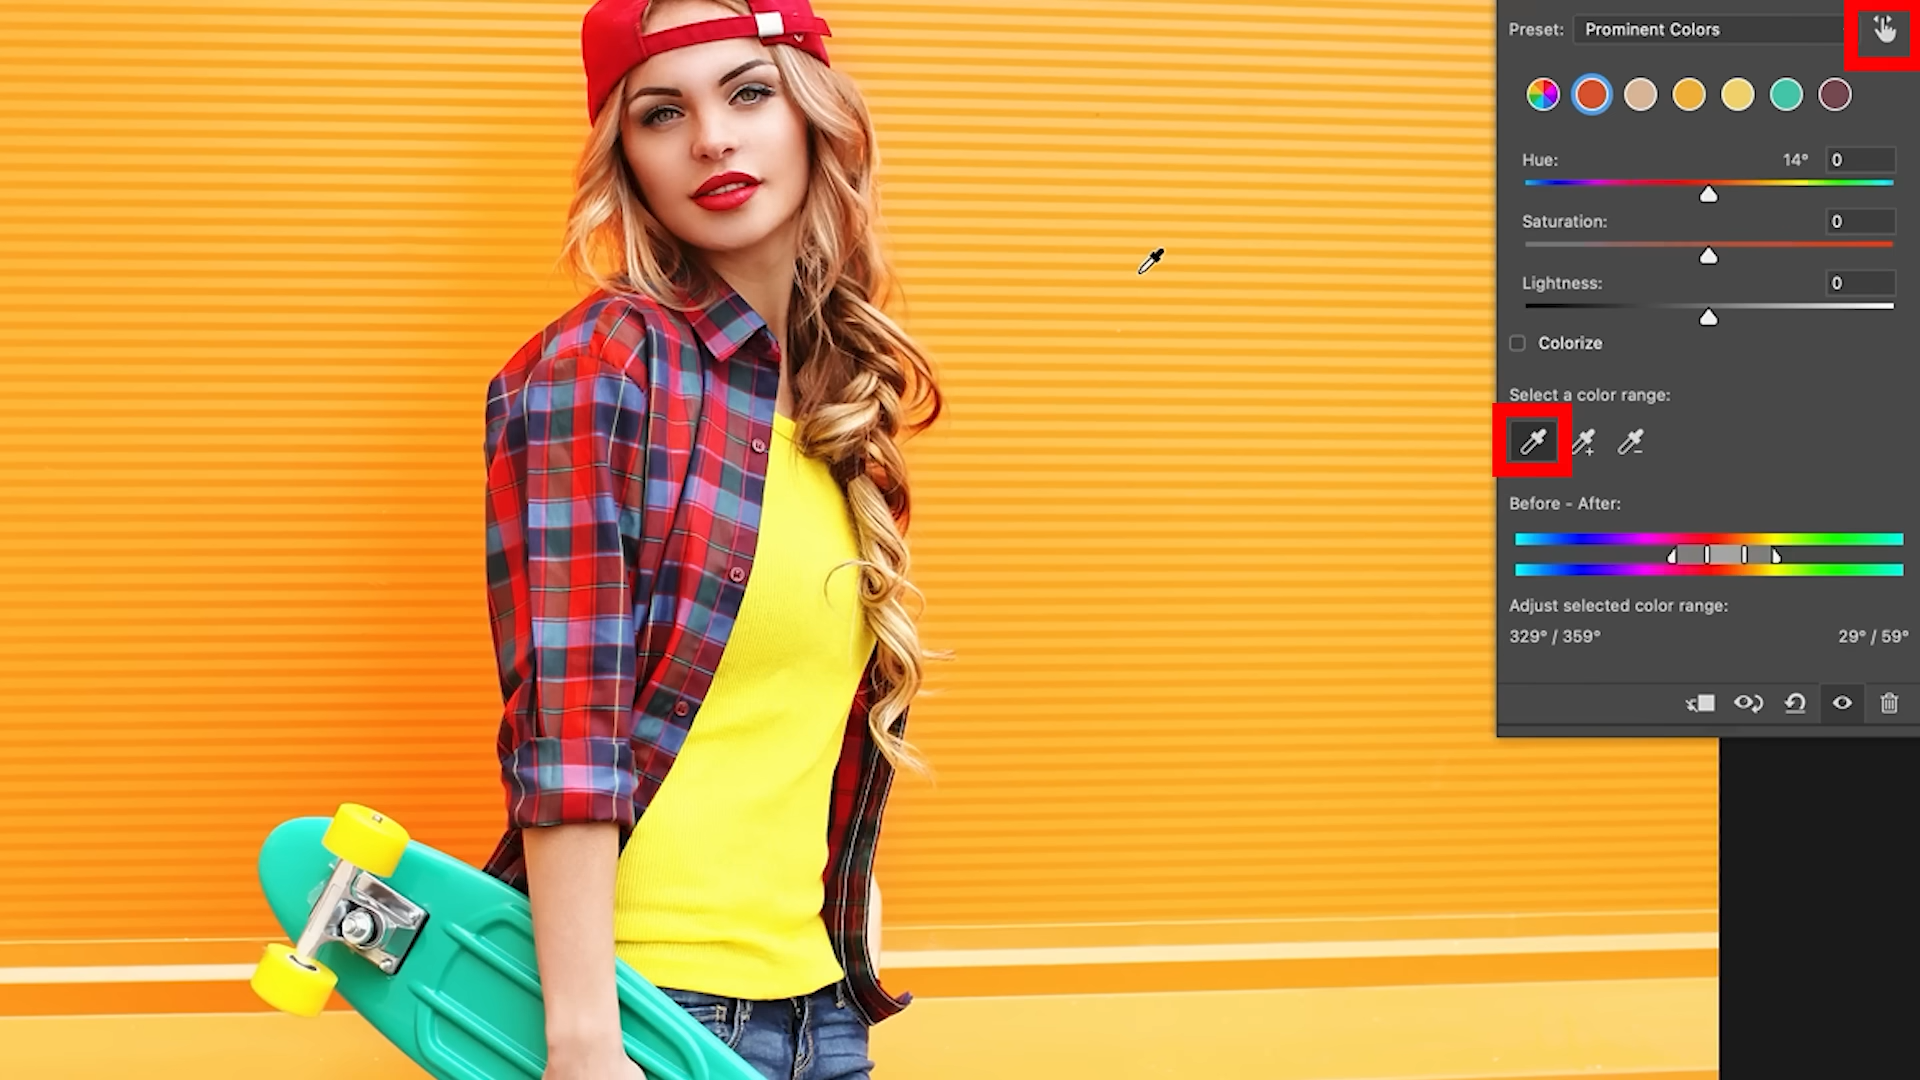 Preset: Prominent Colors
Hue: 14° 0
Saturation: 0
Lightness: 0
Colorize
Select a color range:
Before - After:
Adjust selected color range:
329° / 359° 29° / 59°